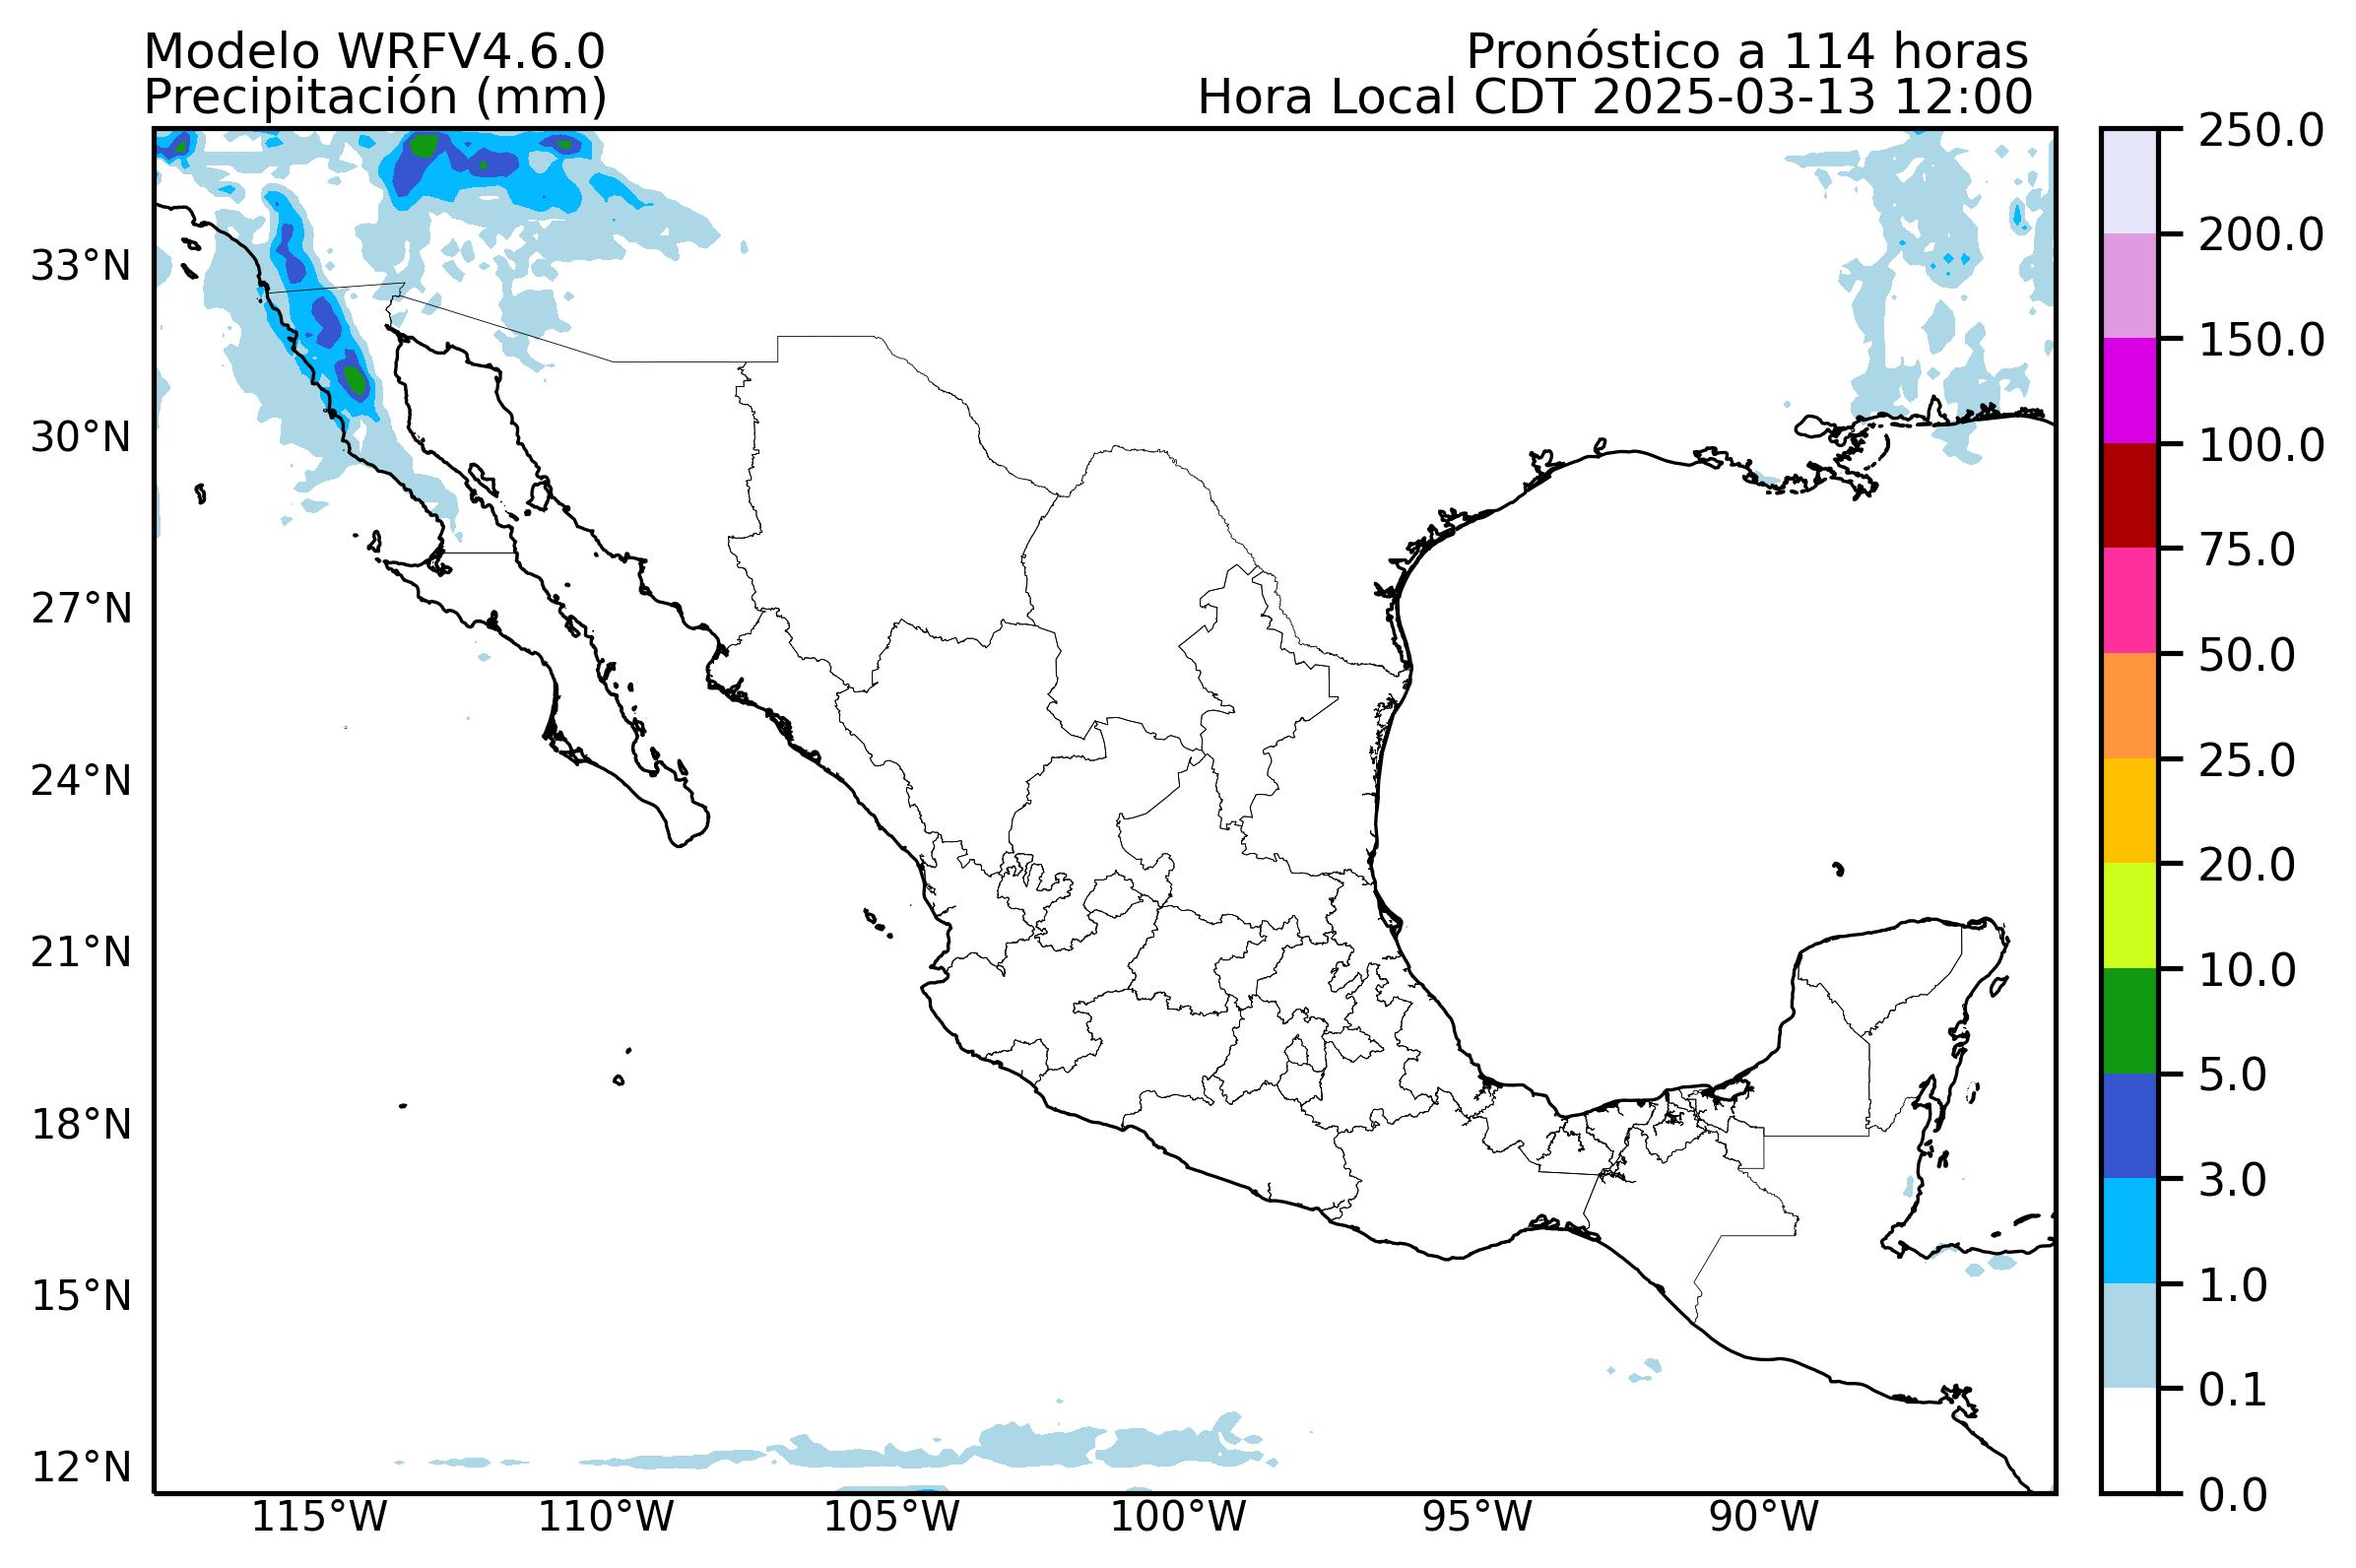 Modelo WRFV4.6.0
Pronóstico a 114 horas
Precipitación (mm)
Hora Local CDT 2025-03-13 12:00
33°N
30°N
27°N
24°N
21°N
18°N
15°N
12°N
115°W
110°W
105°W
100°W
95°W
90°W
250.0
200.0
150.0
100.0
75.0
50.0
25.0
20.0
10.0
5.0
3.0
1.0
0.1
0.0